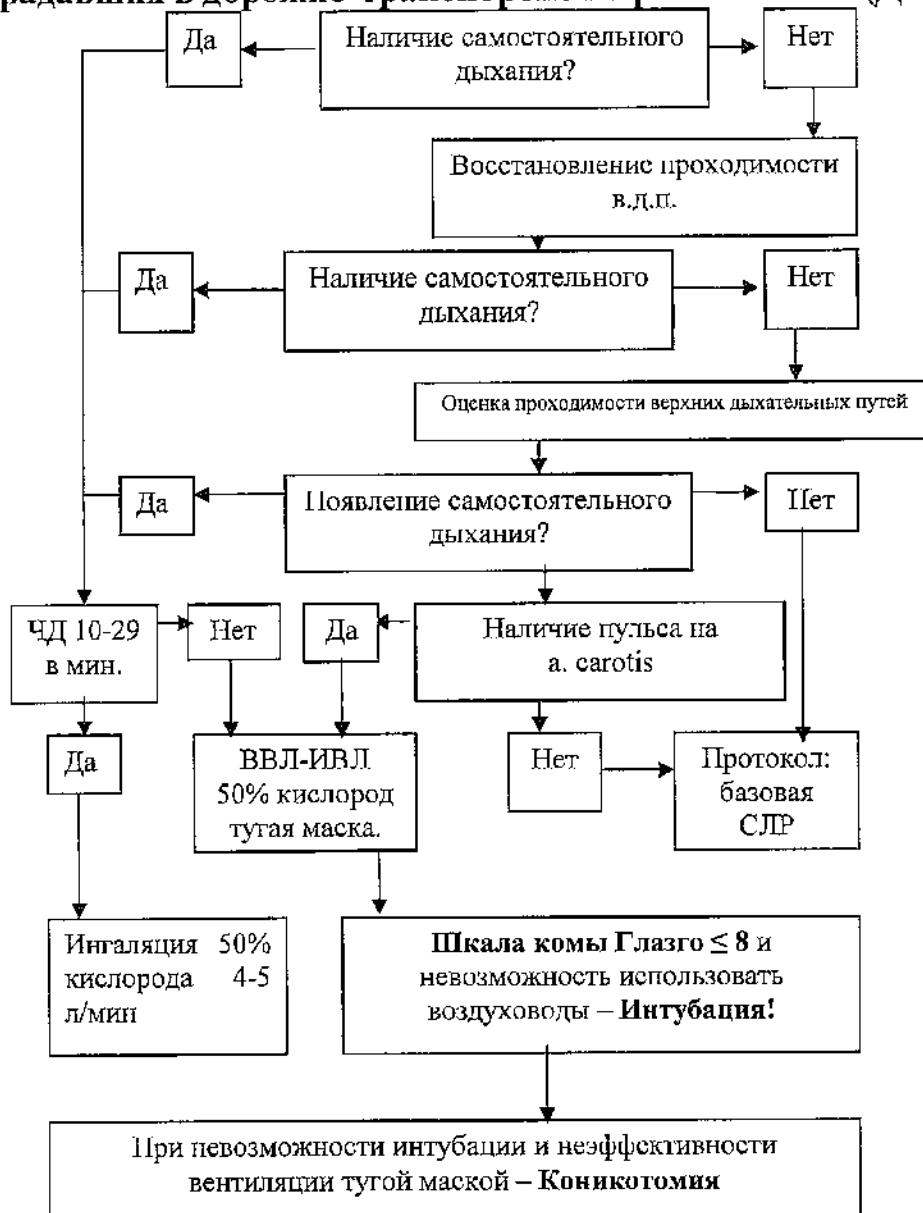 Да
Наличие самостоятельного
дыхания?
Нет
Восстановление проходимости
в.д.п.
Да
Наличие самостоятельного
дыхания?
Нет
Оценка проходимости верхних дыхательных путей
Да
Появление самостоятельного
дыхания?
Нет
ЧД 10-29
в мин.
Нет
Да
Наличие пульса на
a. carotis
Да
ВВЛ-ИВЛ
50% кислород
тугая маска.
Нет
Протокол:
базовая
СЛР
Ингаляция 50%
кислорода 4-5
л/мин
Шкала комы Глазго ≤ 8 и
невозможность использовать
воздуховоды – Интубация!
При невозможности интубации и неэффективности
вентиляции тугой маской – Коникотомия